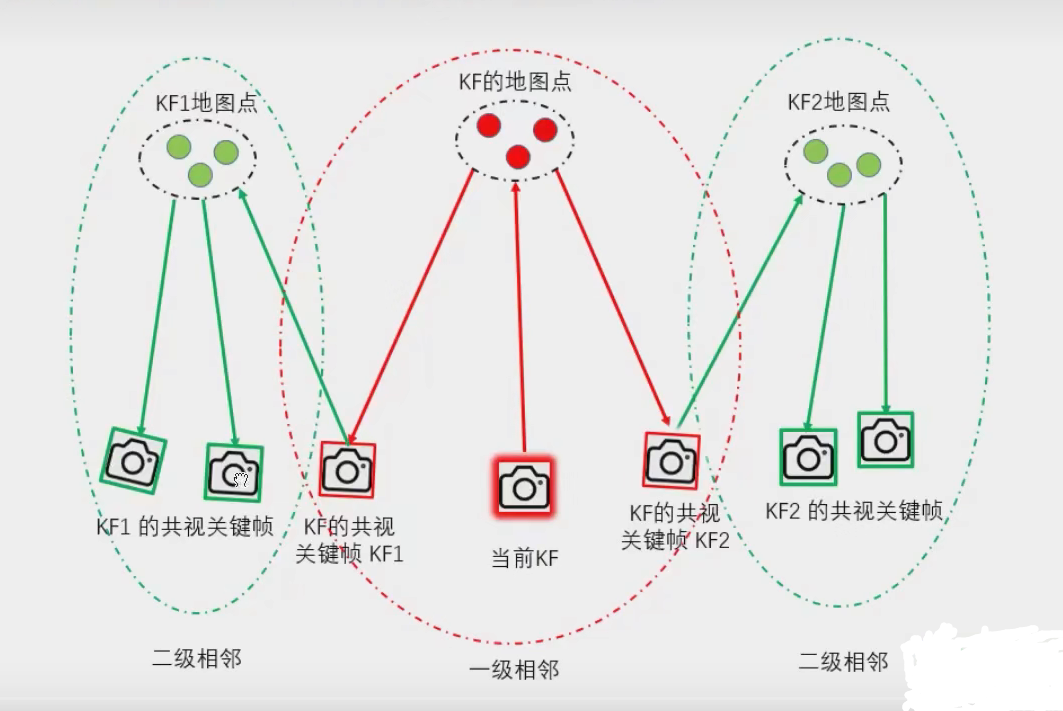 KF的地图点
KF1地图点
KF2地图点
KF1 的共视关键帧
KF的共视
关键帧 KF1
当前KF
KF的共视
关键帧 KF2
KF2 的共视关键帧
二级相邻
一级相邻
二级相邻